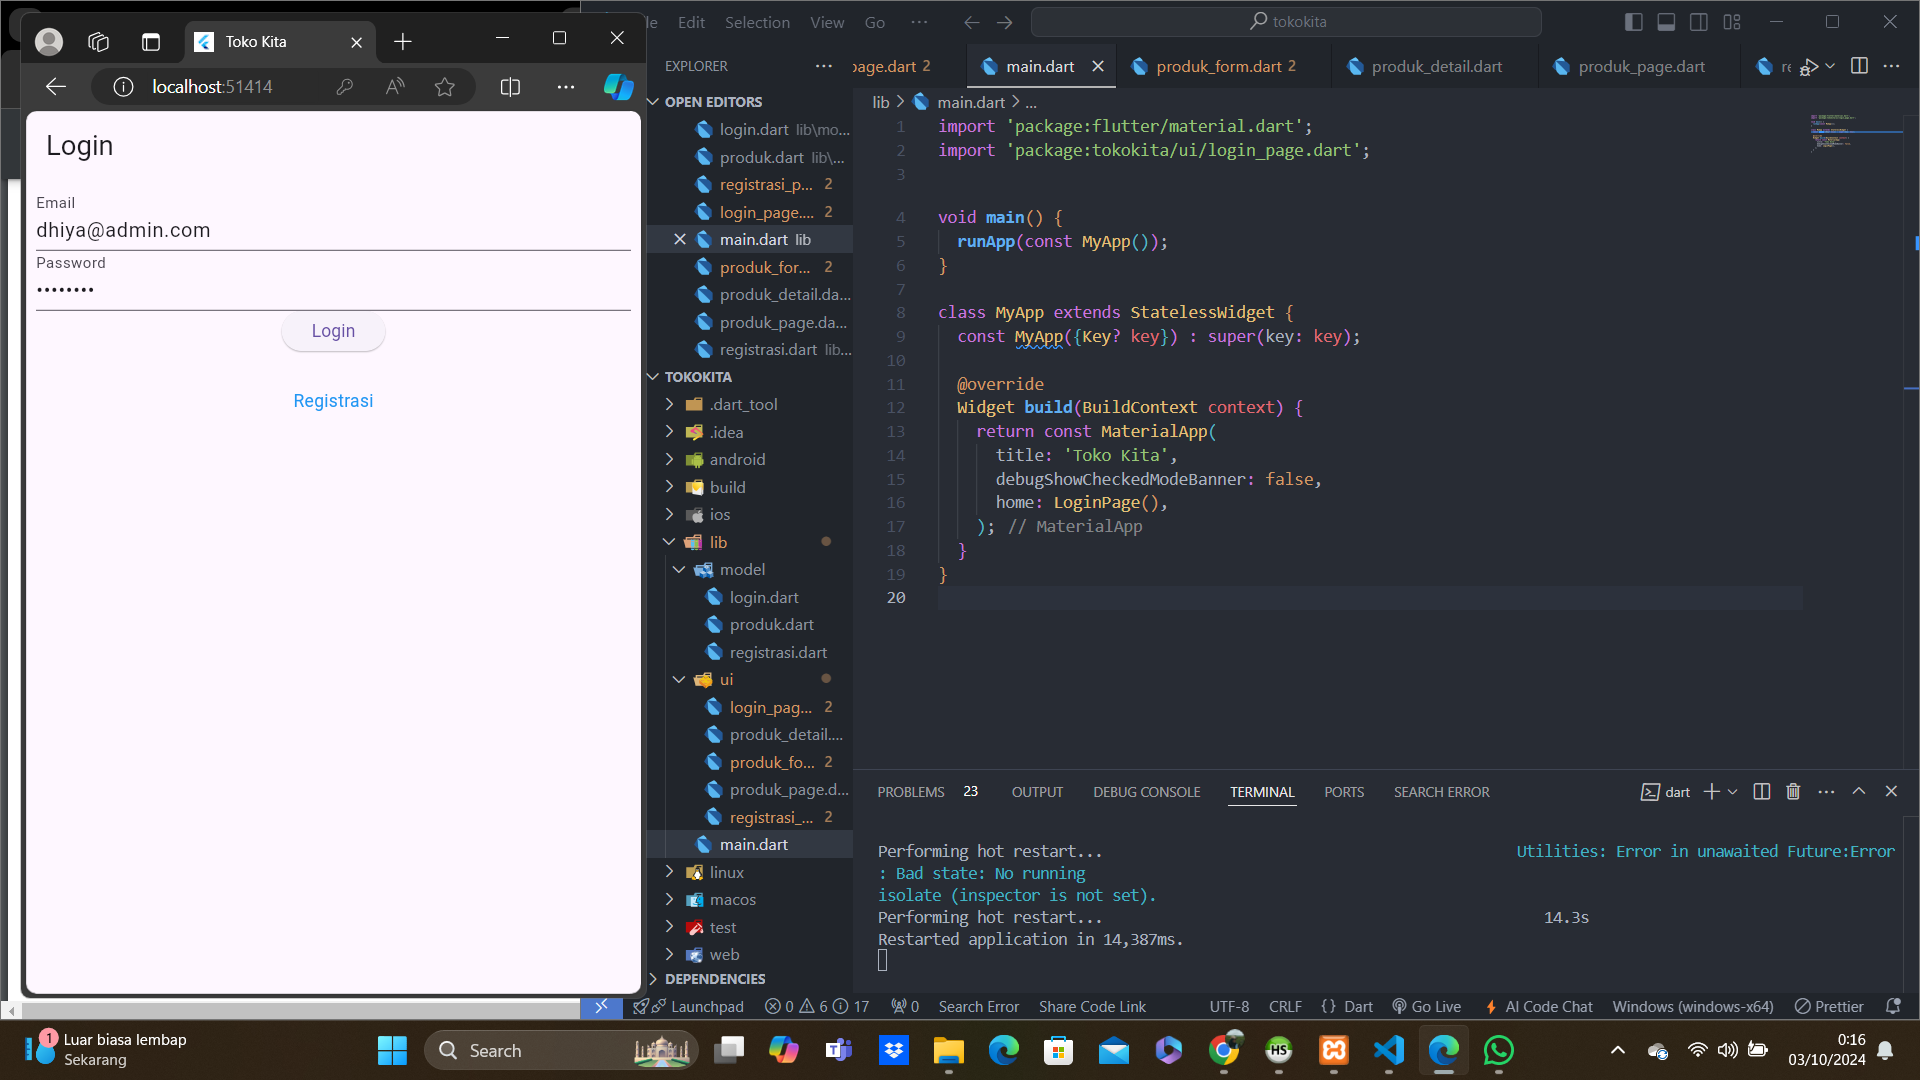 Toko Kita
localhost:51414
Login
Email
dhiya@admin.com
Password
••••••••
Login
Registrasi
Edit Selection View Go ...
tokokita
EXPLORER
page.dart 2
main.dart
produk_form.dart 2
produk_detail.dart
produk_page.dart
OPEN EDITORS
login.dart lib\mo...
produk.dart lib\...
registrasi_p... 2
login_page.... 2
main.dart lib
produk_for... 2
produk_detail.da...
produk_page.da...
registrasi.dart lib...
TOKOKITA
.dart_tool
.idea
android
build
ios
lib
model
login.dart
produk.dart
registrasi.dart
ui
login_pag... 2
produk_detail....
produk_fo... 2
produk_page.d...
registrasi_... 2
main.dart
linux
macos
test
web
DEPENDENCIES
lib > main.dart > ...
1 import 'package:flutter/material.dart';
2 import 'package:tokokita/ui/login_page.dart';
3
4 void main() {
5 runApp(const MyApp());
6 }
7
8 class MyApp extends StatelessWidget {
9 const MyApp({Key? key}) : super(key: key);
10
11 @override
12 Widget build(BuildContext context) {
13 return const MaterialApp(
14 title: 'Toko Kita',
15 debugShowCheckedModeBanner: false,
16 home: LoginPage(),
17 ); // MaterialApp
18 }
19 }
20
PROBLEMS 23 OUTPUT DEBUG CONSOLE TERMINAL PORTS SEARCH ERROR
dart
Performing hot restart... Utilities: Error in unawaited Future:Error
: Bad state: No running
isolate (inspector is not set).
Performing hot restart... 14.3s
Restarted application in 14,387ms.
Launchpad 0 6 17 0 Search Error Share Code Link UTF-8 CRLF {} Dart Go Live AI Code Chat Windows (windows-x64) Prettier
1
Luar biasa lembap
Sekarang
Search
HS
0:16
03/10/2024